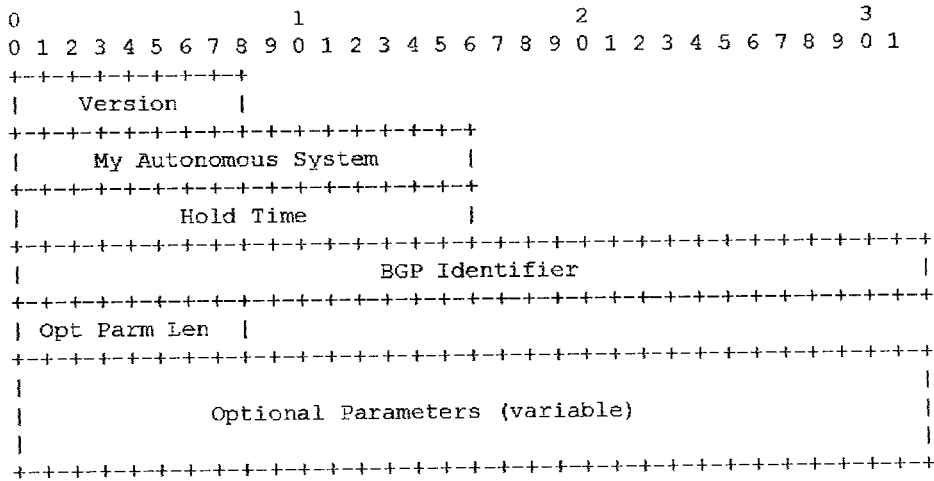 0                   1                   2                   3
0 1 2 3 4 5 6 7 8 9 0 1 2 3 4 5 6 7 8 9 0 1 2 3 4 5 6 7 8 9 0 1
+-+-+-+-+-+-+-+-+
|    Version    |
+-+-+-+-+-+-+-+-+-+-+-+-+-+-+-+-+
|     My Autonomous System      |
+-+-+-+-+-+-+-+-+-+-+-+-+-+-+-+-+
|           Hold Time           |
+-+-+-+-+-+-+-+-+-+-+-+-+-+-+-+-+-+-+-+-+-+-+-+-+-+-+-+-+-+-+-+-+
|                         BGP Identifier                        |
+-+-+-+-+-+-+-+-+-+-+-+-+-+-+-+-+-+-+-+-+-+-+-+-+-+-+-+-+-+-+-+-+
| Opt Parm Len  |
+-+-+-+-+-+-+-+-+-+-+-+-+-+-+-+-+-+-+-+-+-+-+-+-+-+-+-+-+-+-+-+-+
|                                                               |
|             Optional Parameters (variable)                    |
|                                                               |
+-+-+-+-+-+-+-+-+-+-+-+-+-+-+-+-+-+-+-+-+-+-+-+-+-+-+-+-+-+-+-+-+